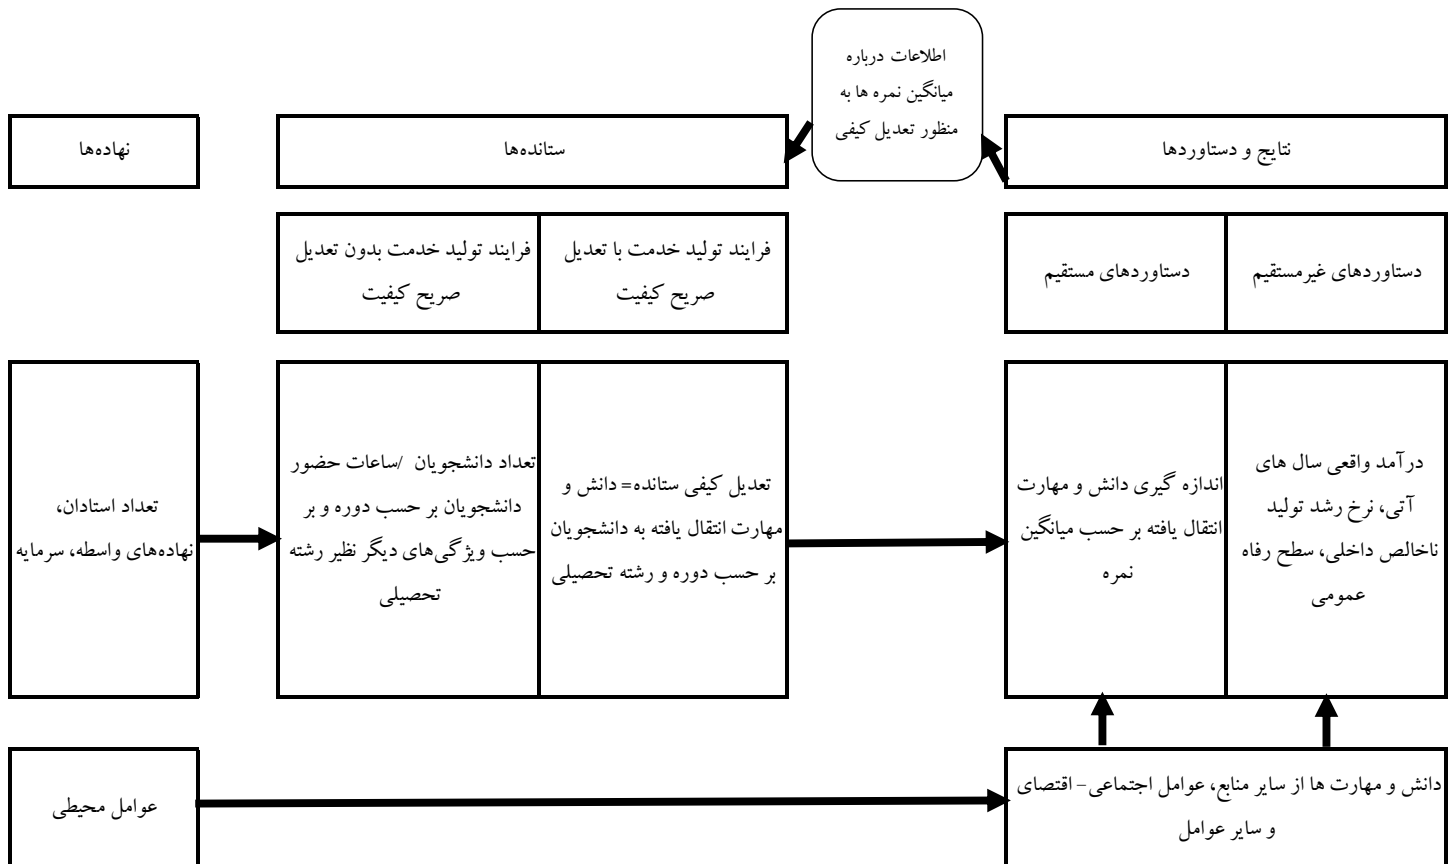 اطلاعات درباره
میانگین نمره ها به
منظور تعدیل کیفی
نهاده‌ها
ستانده‌ها
نتایج و دستاوردها
فرایند تولید خدمت بدون تعدیل
صریح کیفیت
فرایند تولید خدمت با تعدیل
صریح کیفیت
دستاوردهای مستقیم
دستاوردهای غیرمستقیم
تعداد استادان،
نهاده‌های واسطه، سرمایه
تعداد دانشجویان /ساعات حضور
دانشجویان بر حسب دوره و بر
حسب ویژگی‌های دیگر نظیر رشته
تحصیلی
تعدیل کیفی ستانده= دانش و
مهارت انتقال یافته به دانشجویان
بر حسب دوره و رشته تحصیلی
اندازه گیری دانش و مهارت
انتقال یافته بر حسب میانگین
نمره
درآمد واقعی سال های
آتی، نرخ رشد تولید
ناخالص داخلی، سطح رفاه
عمومی
عوامل محیطی
دانش و مهارت ها از سایر منابع، عوامل اجتماعی- اقتصای
و سایر عوامل